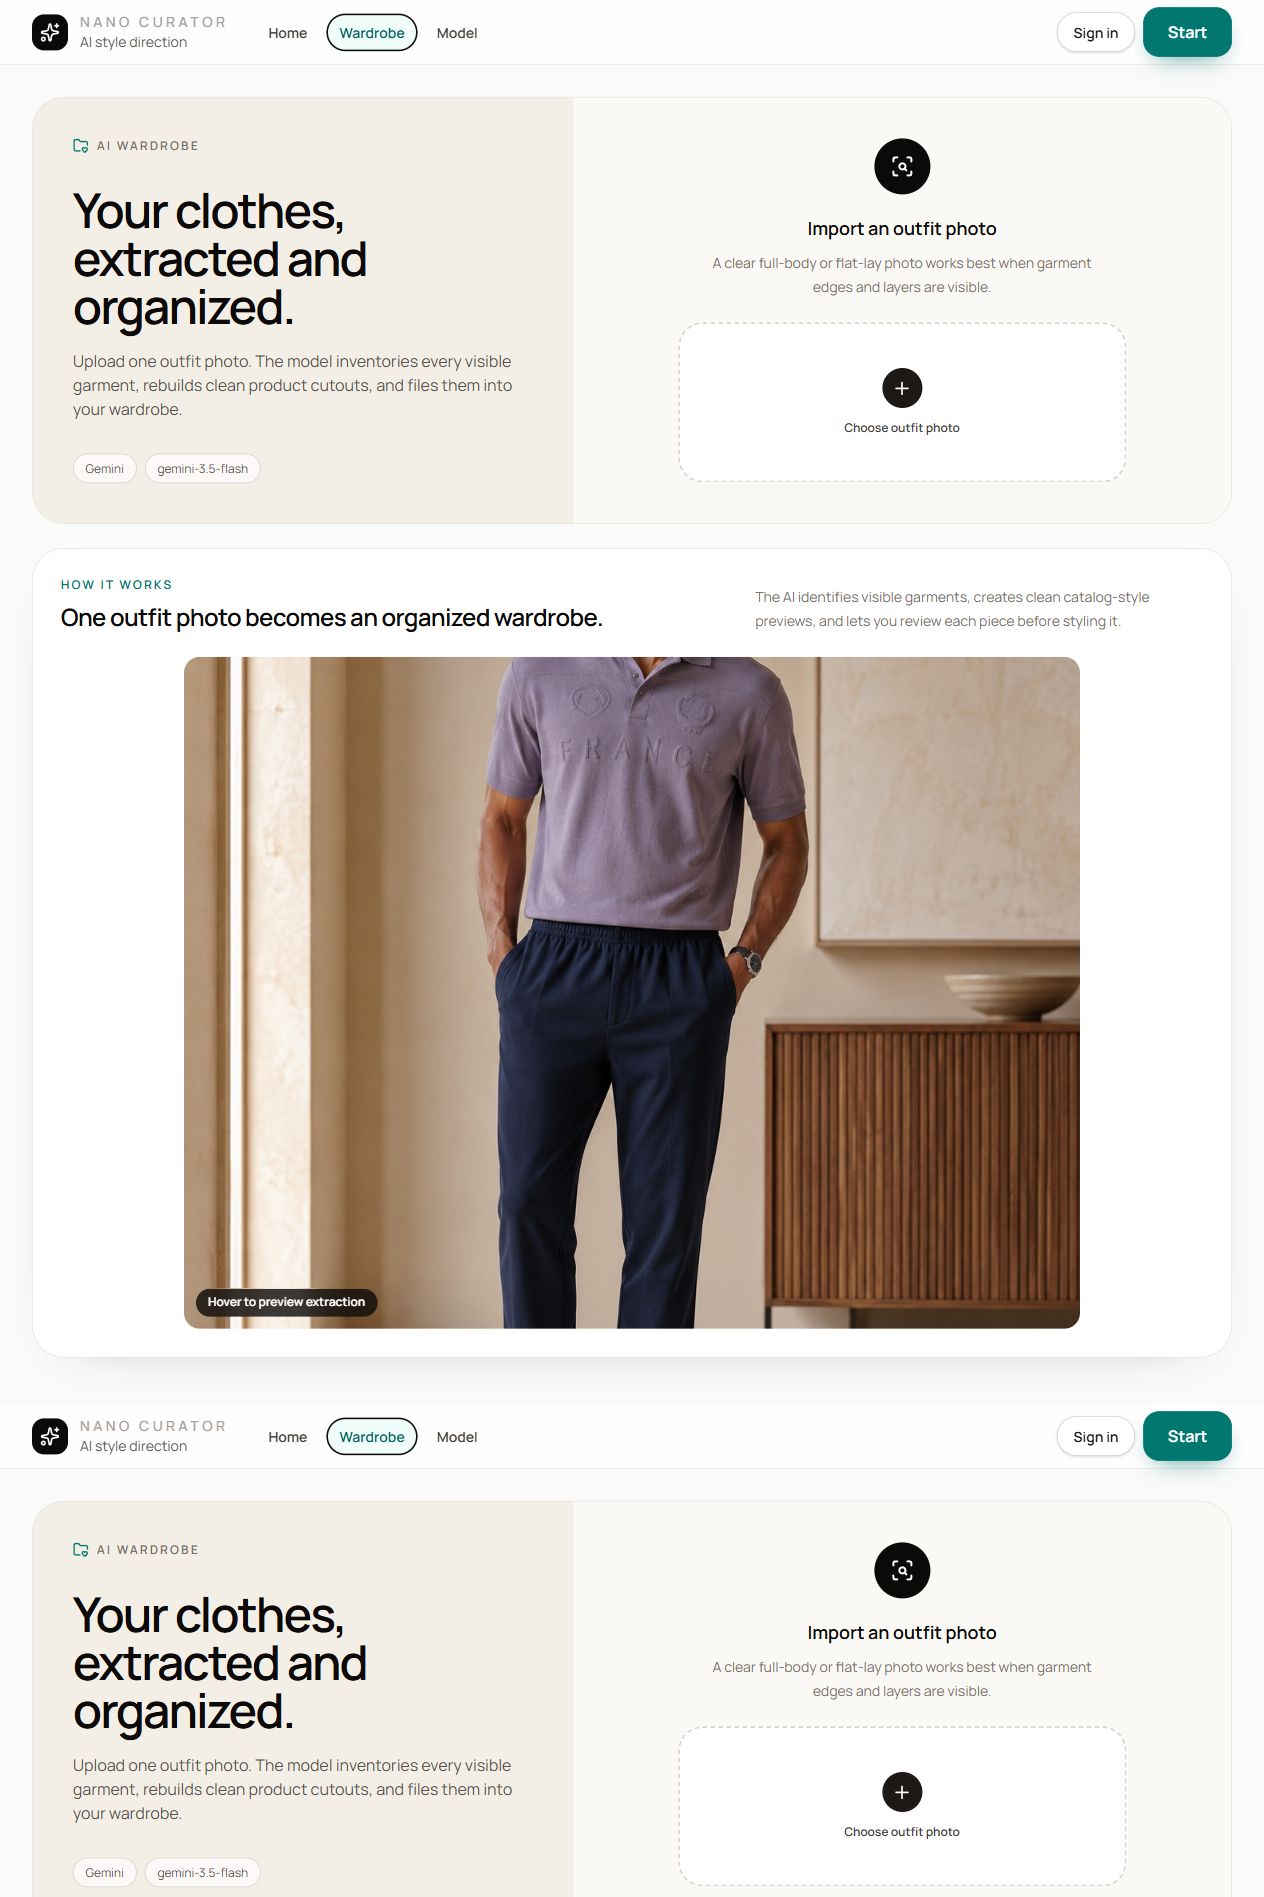 NANO CURATOR
AI style direction
Home
Wardrobe
Model
Sign in
Start
AI WARDROBE
Your clothes,
extracted and
organized.
Upload one outfit photo. The model inventories every visible
garment, rebuilds clean product cutouts, and files them into
your wardrobe.
Gemini
gemini-3.5-flash
Import an outfit photo
A clear full-body or flat-lay photo works best when garment
edges and layers are visible.
Choose outfit photo
HOW IT WORKS
One outfit photo becomes an organized wardrobe.
The AI identifies visible garments, creates clean catalog-style
previews, and lets you review each piece before styling it.
FRANCE
Hover to preview extraction
NANO CURATOR
AI style direction
Home
Wardrobe
Model
Sign in
Start
AI WARDROBE
Your clothes,
extracted and
organized.
Upload one outfit photo. The model inventories every visible
garment, rebuilds clean product cutouts, and files them into
your wardrobe.
Gemini
gemini-3.5-flash
Import an outfit photo
A clear full-body or flat-lay photo works best when garment
edges and layers are visible.
Choose outfit photo